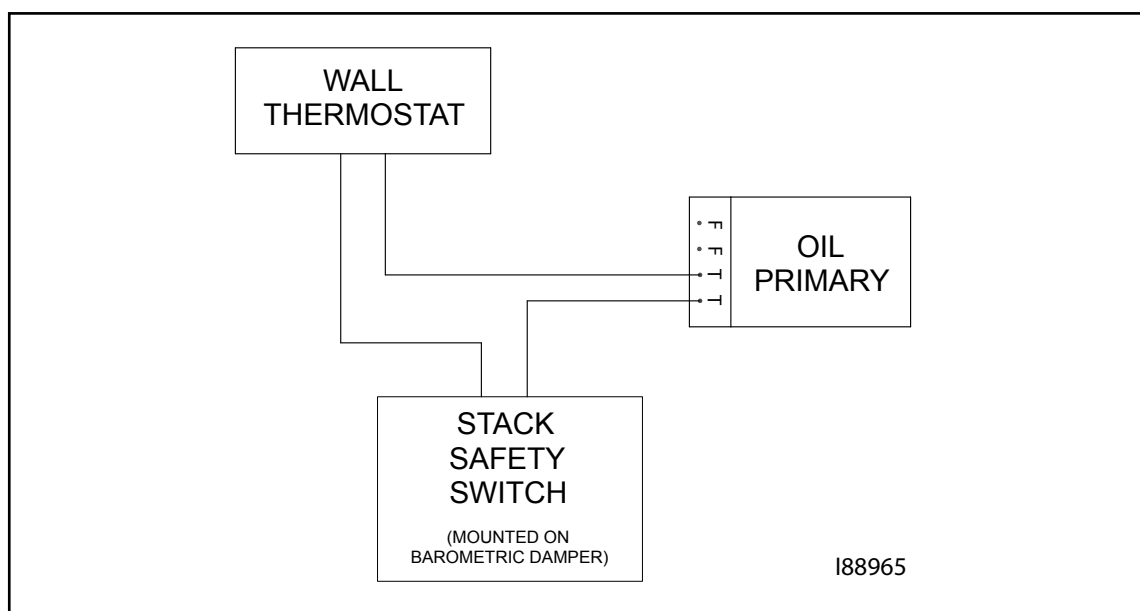 WALL
THERMOSTAT
F
F
T
T
OIL
PRIMARY
STACK
SAFETY
SWITCH
(MOUNTED ON
BAROMETRIC DAMPER)
I88965